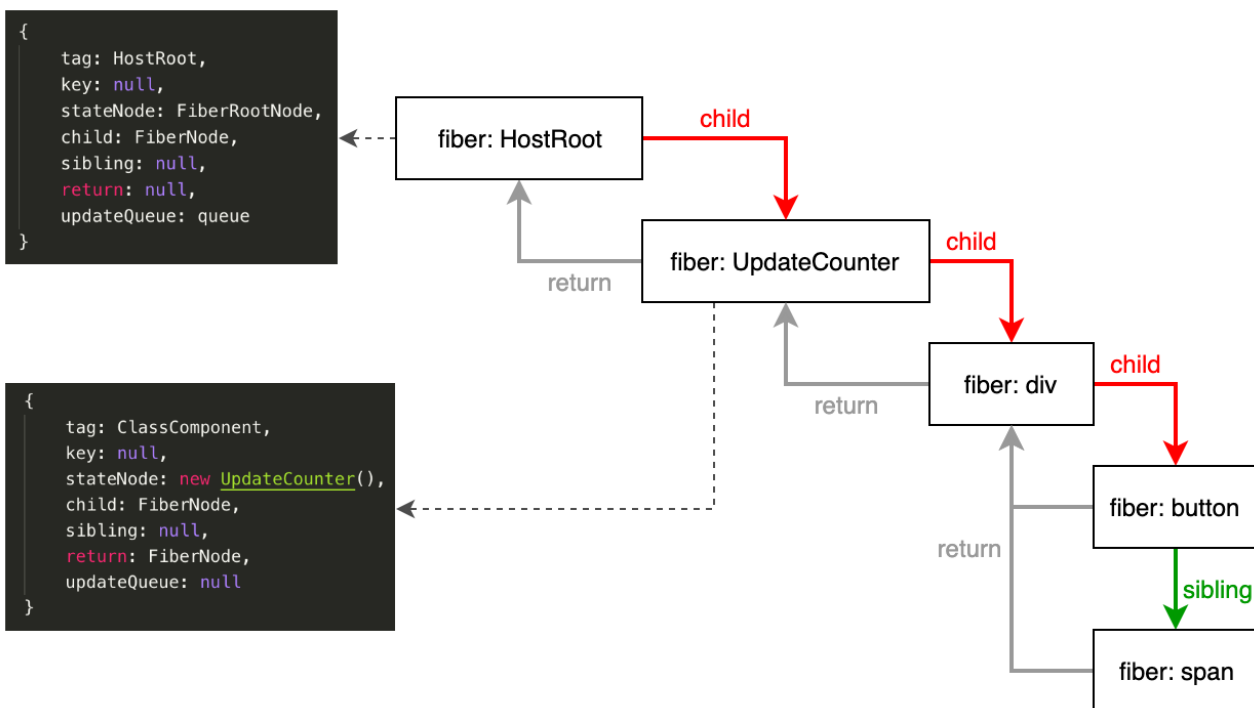 {
tag: HostRoot,
key: null,
stateNode: FiberRootNode,
child: FiberNode,
sibling: null,
return: null,
updateQueue: queue
}
fiber: HostRoot
child
return
fiber: UpdateCounter
child
return
fiber: div
child
{
tag: ClassComponent,
key: null,
stateNode: new UpdateCounter(),
child: FiberNode,
sibling: null,
return: FiberNode,
updateQueue: null
}
return
fiber: button
sibling
fiber: span